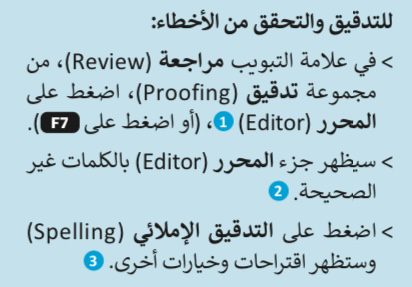 للتدقيق والتحقق من الأخطاء:
> في علامة التبويب مراجعة (Review)، من
مجموعة تدقيق (Proofing)، اضغط على
المحرر (Editor) 1، (أو اضغط على F7).
> سيظهر جزء المحرر (Editor) بالكلمات غير
الصحيحة. 2
> اضغط على التدقيق الإملائي (Spelling)
وستظهر اقتراحات وخيارات أخرى. 3